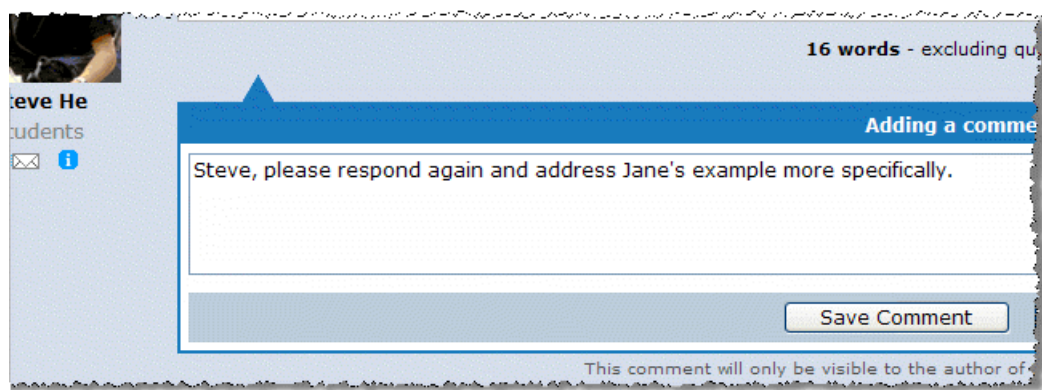 16 words - excluding qu
teve He
tudents
Adding a comme
Steve, please respond again and address Jane's example more specifically.
Save Comment
This comment will only be visible to the author of